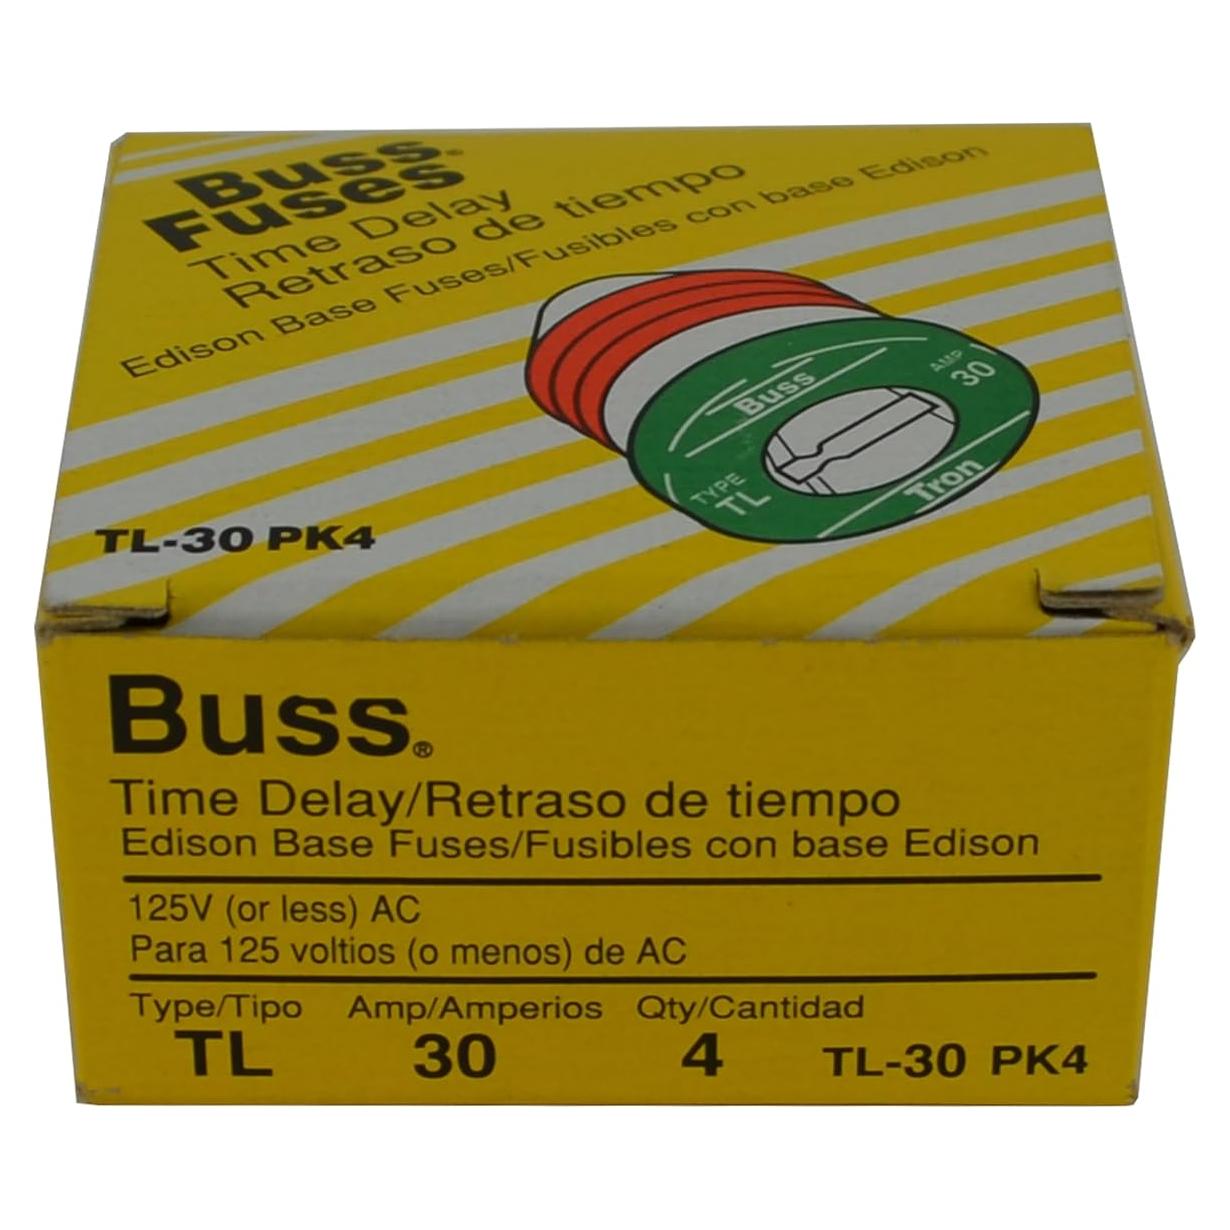 Buss®
Fuses
Time Delay
Retraso de tiempo
Edison Base Fuses/Fusibles con base Edison
Buss
AMP
30
TYPE
TL
Tron
TL-30 PK4
Buss®
Time Delay/Retraso de tiempo
Edison Base Fuses/Fusibles con base Edison
125V (or less) AC
Para 125 voltios (o menos) de AC
Type/Tipo Amp/Amperios Qty/Cantidad
TL 30 4 TL-30 PK4